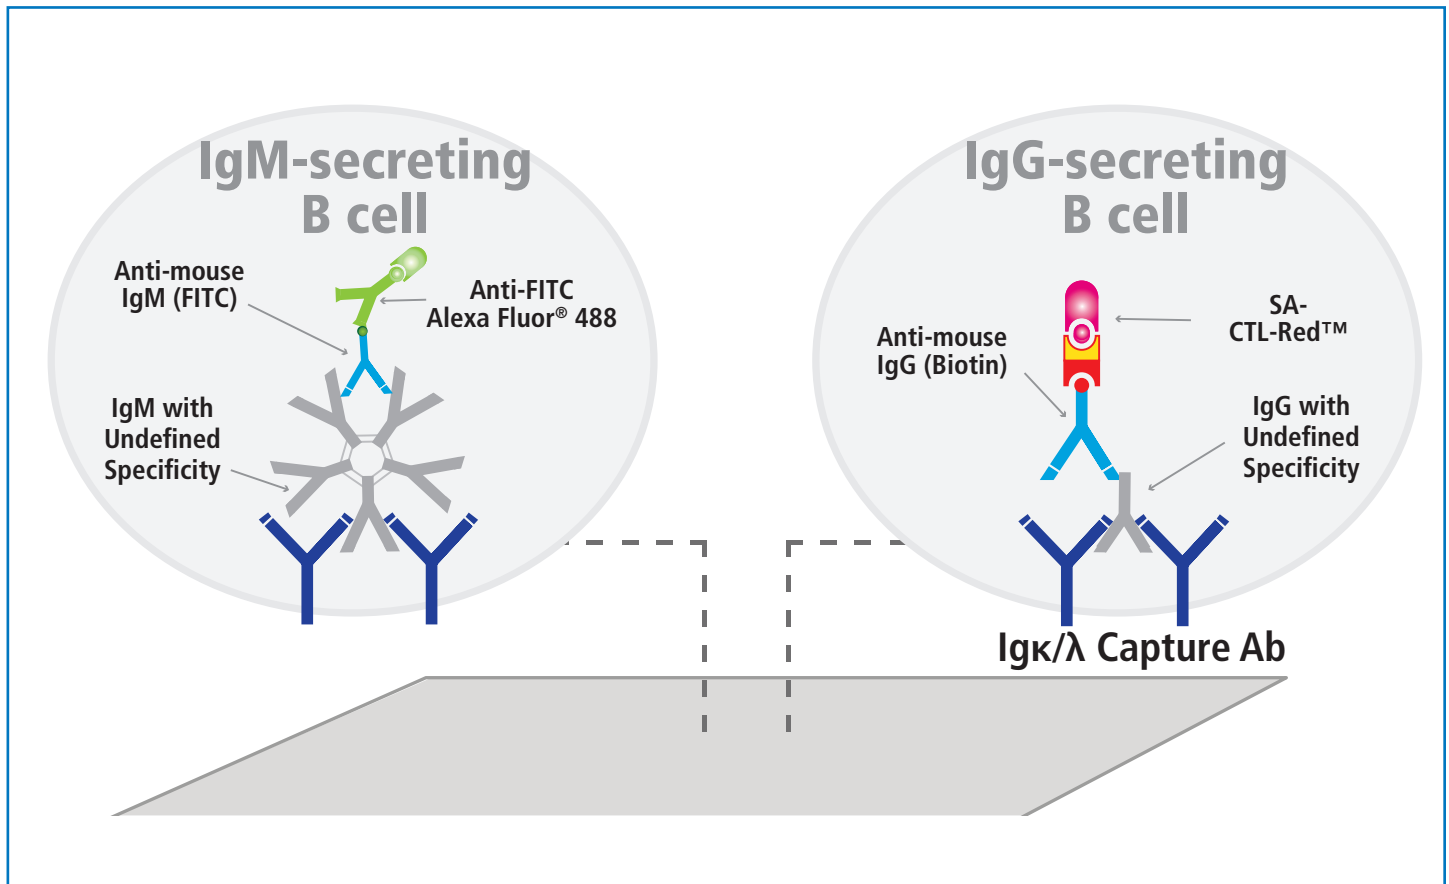 IgM-secreting
B cell
Anti-mouse
IgM (FITC)
Anti-FITC
Alexa Fluor® 488
IgM with
Undefined
Specificity
IgG-secreting
B cell
SA-
CTL-Red™
Anti-mouse
IgG (Biotin)
IgG with
Undefined
Specificity
Igκ/λ Capture Ab